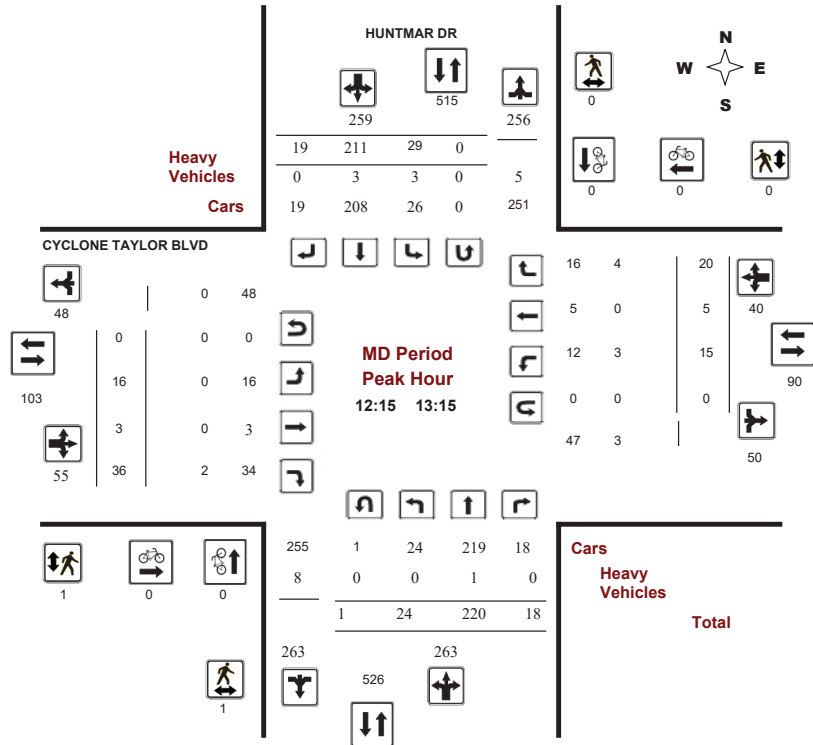 HUNTMAR DR
N
W E
S
515
0
259 256
19 211 29 0
Heavy
Vehicles
0 3 3 0 5
0 0 0
Cars
19 208 26 0 251
CYCLONE TAYLOR BLVD
16 4 20
48
0 48
5 0 5 40
0 0 0
MD Period
12 3 15
Peak Hour
16 0 16
90
103
12:15 13:15
0 0 0
3 0 3
47 3
50
55 36 2 34
255 1 24 219 18
Cars
8 0 0 1 0
Heavy
Vehicles
1 0 0
1 24 220 18
Total
263 263
526
1